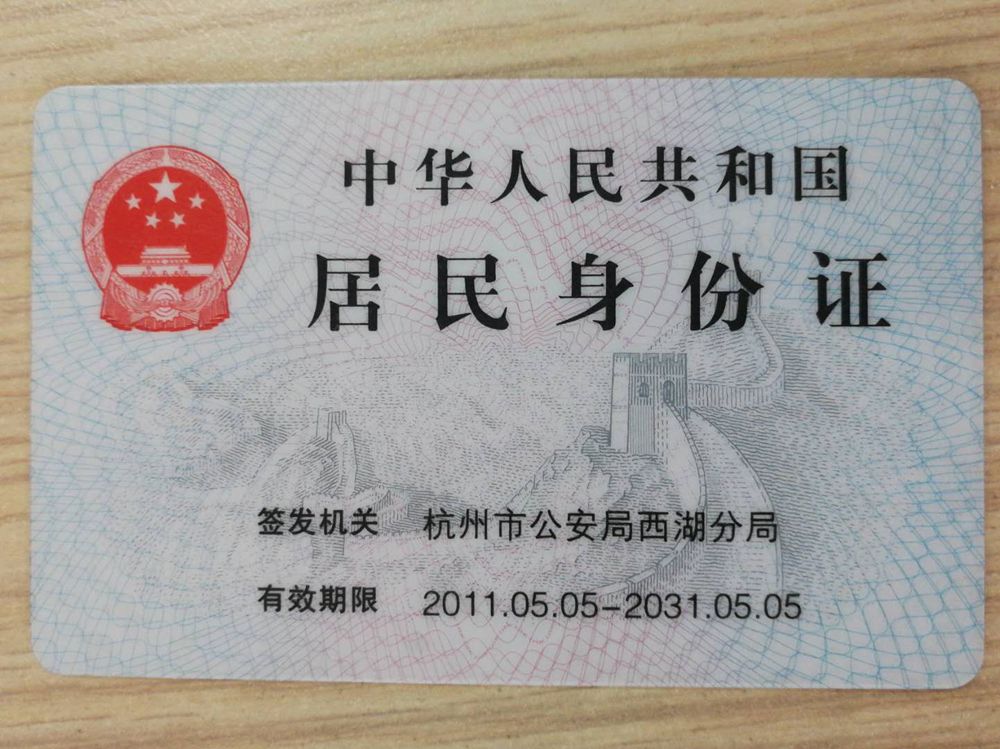 中华人民共和国
居民身份证
签发机关 杭州市公安局西湖分局
有效期限 2011.05.05-2031.05.05